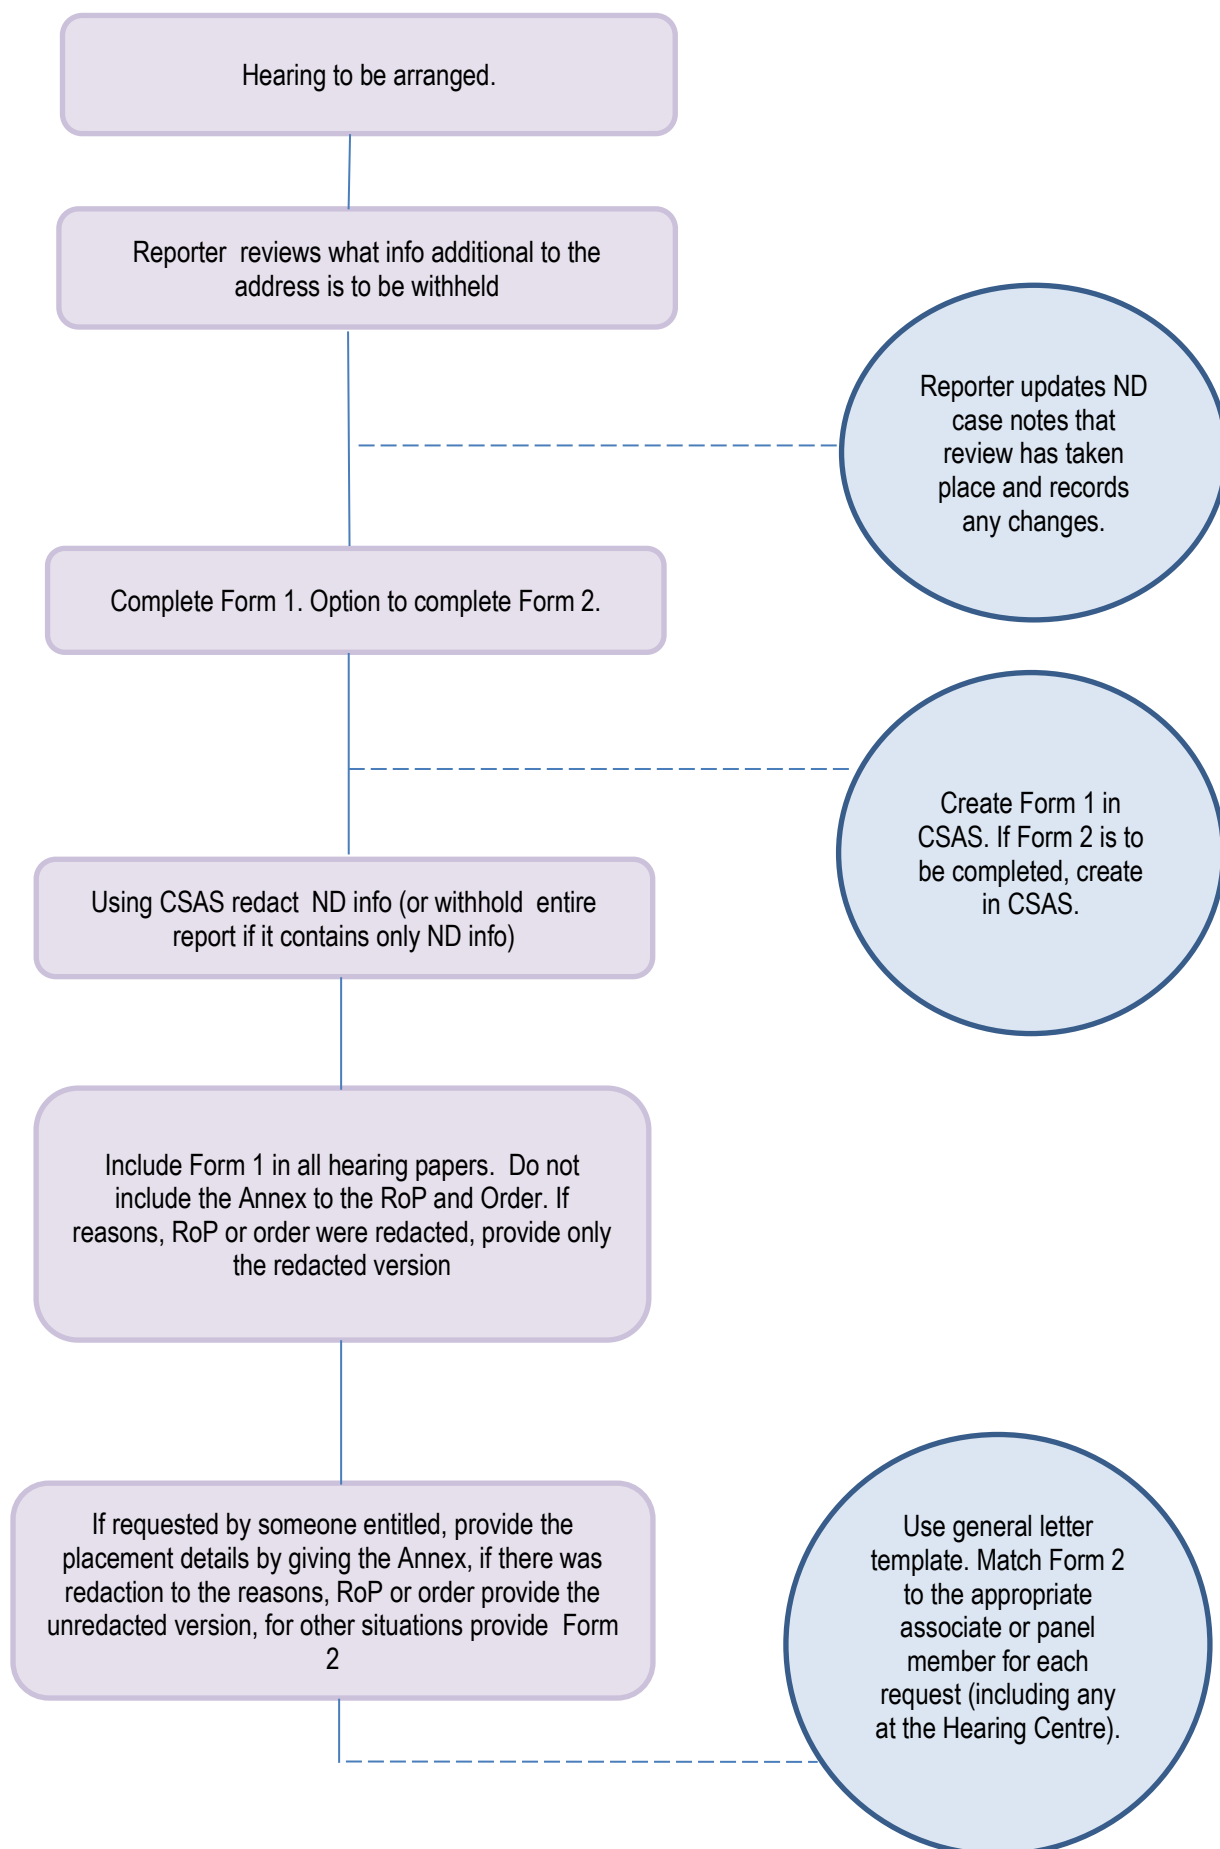 Hearing to be arranged.
Reporter  reviews what info additional to the
address is to be withheld
Reporter updates ND
case notes that
review has taken
place and records
any changes.
Complete Form 1. Option to complete Form 2.
Create Form 1 in
CSAS. If Form 2 is to
be completed, create
in CSAS.
Using CSAS redact  ND info (or withhold  entire
report if it contains only ND info)
Include Form 1 in all hearing papers.  Do not
include the Annex to the RoP and Order. If
reasons, RoP or order were redacted, provide only
the redacted version
If requested by someone entitled, provide the
placement details by giving the Annex, if there was
redaction to the reasons, RoP or order provide the
unredacted version, for other situations provide  Form
2
Use general letter
template. Match Form 2
to the appropriate
associate or panel
member for each
request (including any
at the Hearing Centre).